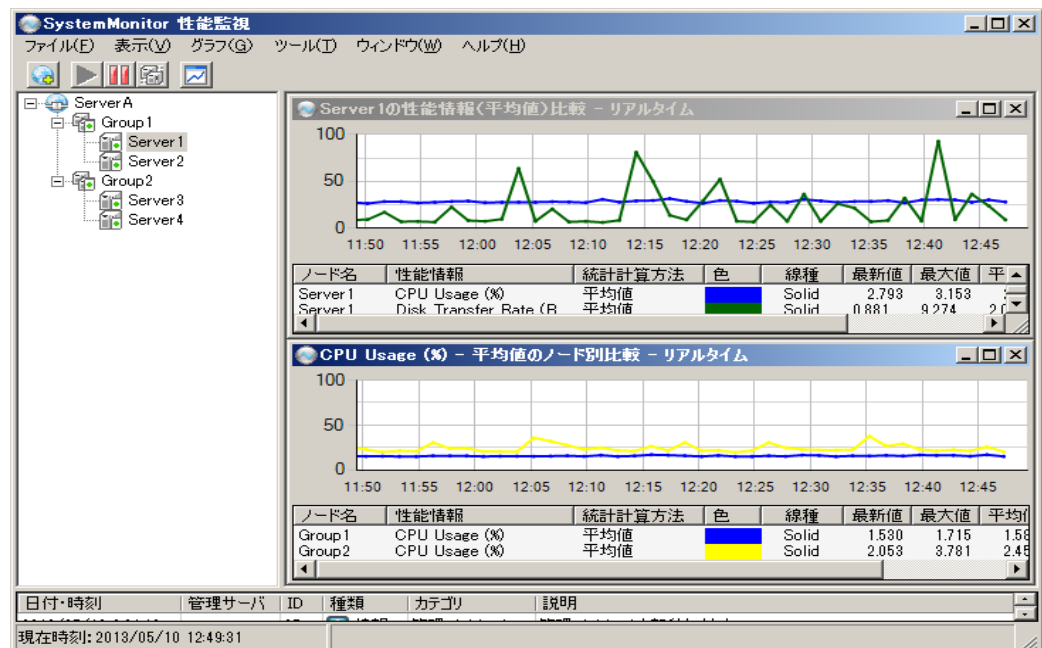 SystemMonitor 性能監視
ファイル(F) 表示(V) グラフ(G) ツール(T) ウィンドウ(W) ヘルプ(H)
ServerA
Group1
Server1
Server2
Group2
Server3
Server4
Server1の性能情報(平均値)比較 - リアルタイム
100
50
0
11:50 11:55 12:00 12:05 12:10 12:15 12:20 12:25 12:30 12:35 12:40 12:45
ノード名 性能情報 統計計算方法 色 線種 最新値 最大値 平
Server1 CPU Usage (%) 平均値 Solid 2.793 3.153
Server1 Disk Transfer Rate (B 平均値 Solid 0.881 9.274
CPU Usage (%) - 平均値のノード別比較 - リアルタイム
100
50
0
11:50 11:55 12:00 12:05 12:10 12:15 12:20 12:25 12:30 12:35 12:40 12:45
ノード名 性能情報 統計計算方法 色 線種 最新値 最大値 平均
Group1 CPU Usage (%) 平均値 Solid 1.530 1.715 1.58
Group2 CPU Usage (%) 平均値 Solid 2.053 3.781 2.45
日付・時刻 管理サーバ ID 種類 カテゴリ 説明
現在時刻: 2013/05/10 12:49:31